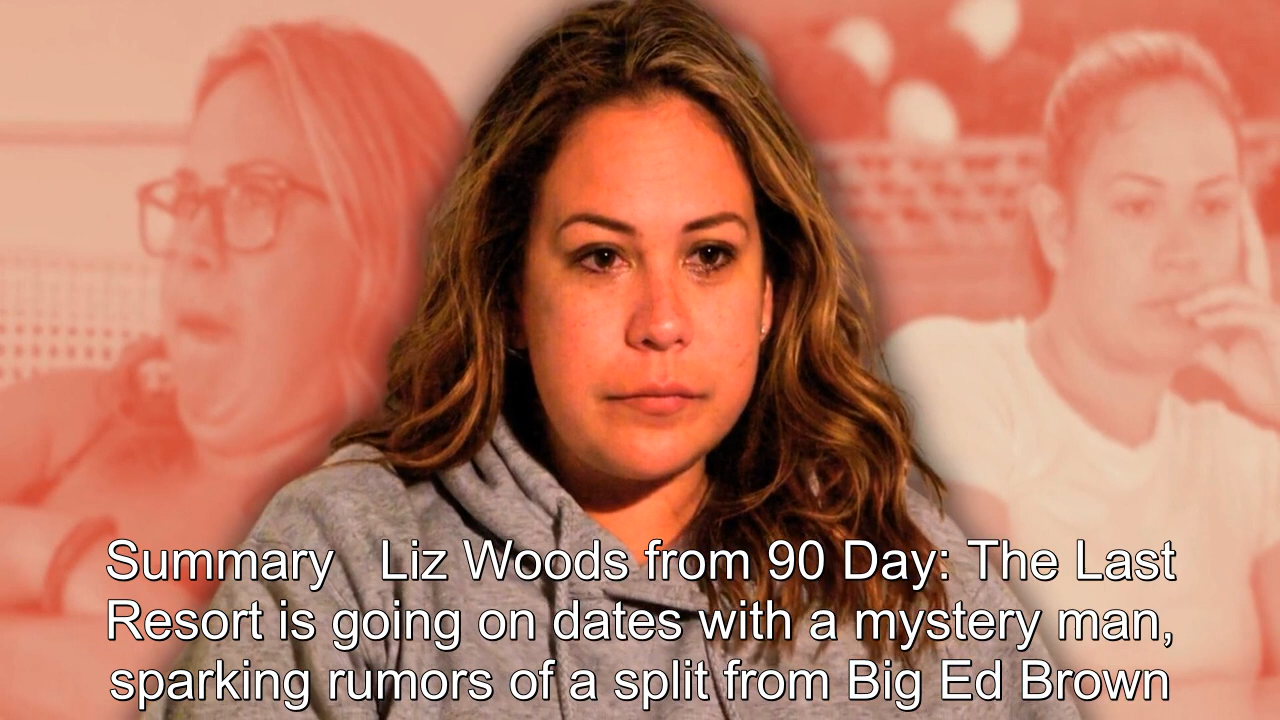 Summary   Liz Woods from 90 Day: The Last
Resort is going on dates with a mystery man,
sparking rumors of a split from Big Ed Brown